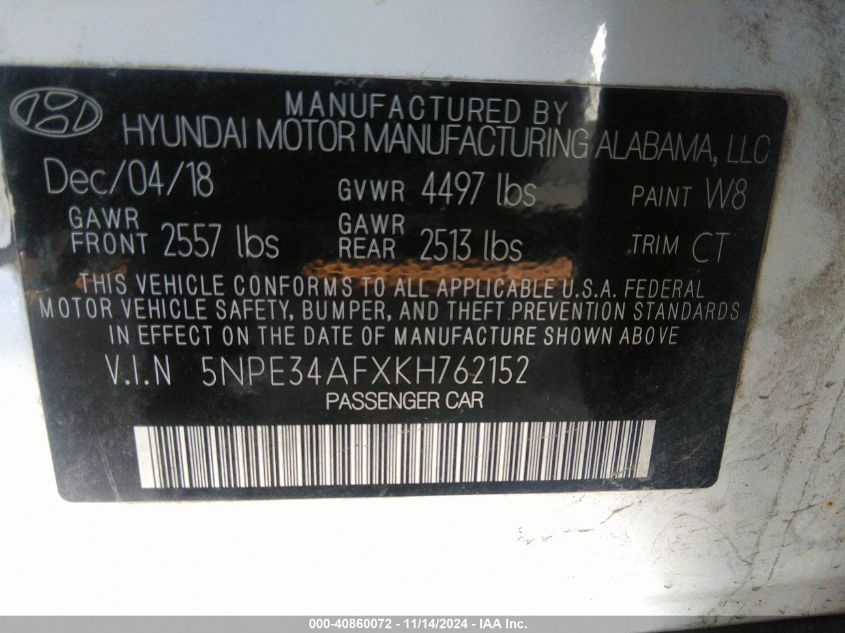 MANUFACTURED BY
HYUNDAI MOTOR MANUFACTURING ALABAMA, LLC
Dec/04/18 GVWR 4497 lbs PAINT W8
GAWR FRONT 2557 lbs GAWR REAR 2513 lbs TRIM CT
THIS VEHICLE CONFORMS TO ALL APPLICABLE U.S.A. FEDERAL
MOTOR VEHICLE SAFETY, BUMPER, AND THEFT PREVENTION STANDARDS
IN EFFECT ON THE DATE OF MANUFACTURE SHOWN ABOVE
V.I.N 5NPE34AFXKH762152
PASSENGER CAR
000-40860072 - 11/14/2024 - IAA Inc.